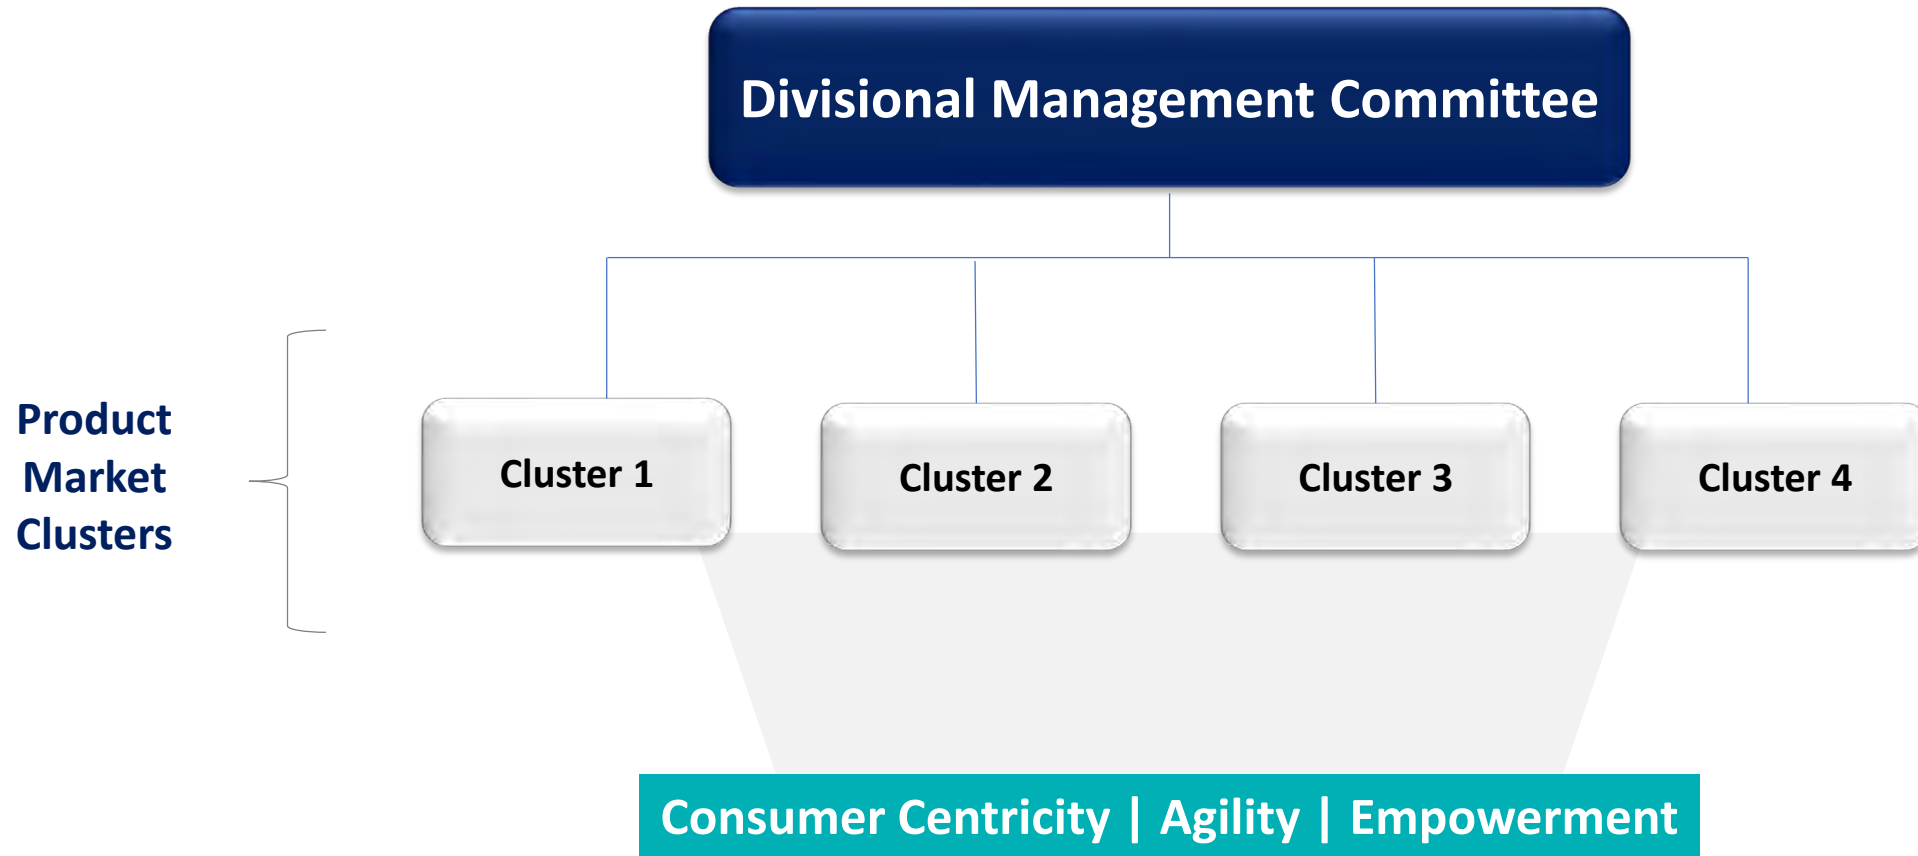 Divisional Management Committee
Product
Market
Clusters
Cluster 1
Cluster 2
Cluster 3
Cluster 4
Consumer Centricity | Agility | Empowerment